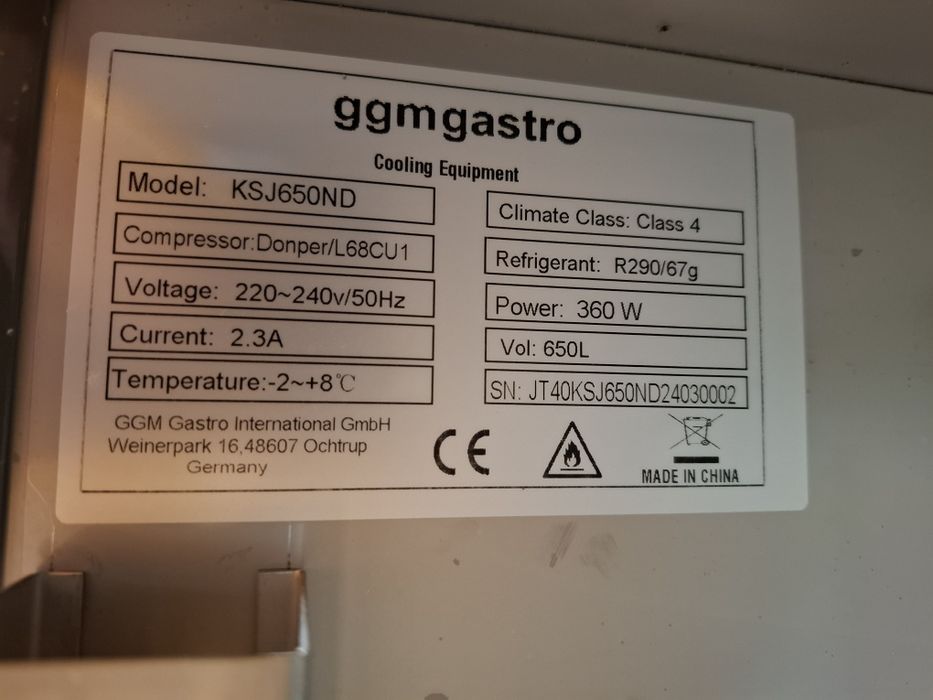 ggmgastro
Cooling Equipment
Model: KSJ650ND
Compressor:Donper/L68CU1
Voltage: 220~240v/50Hz
Current: 2.3A
Temperature:-2~+8℃
Climate Class: Class 4
Refrigerant: R290/67g
Power: 360 W
Vol: 650L
SN: JT40KSJ650ND24030002
GGM Gastro International GmbH
Weinerpark 16,48607 Ochtrup
Germany
CE
MADE IN CHINA